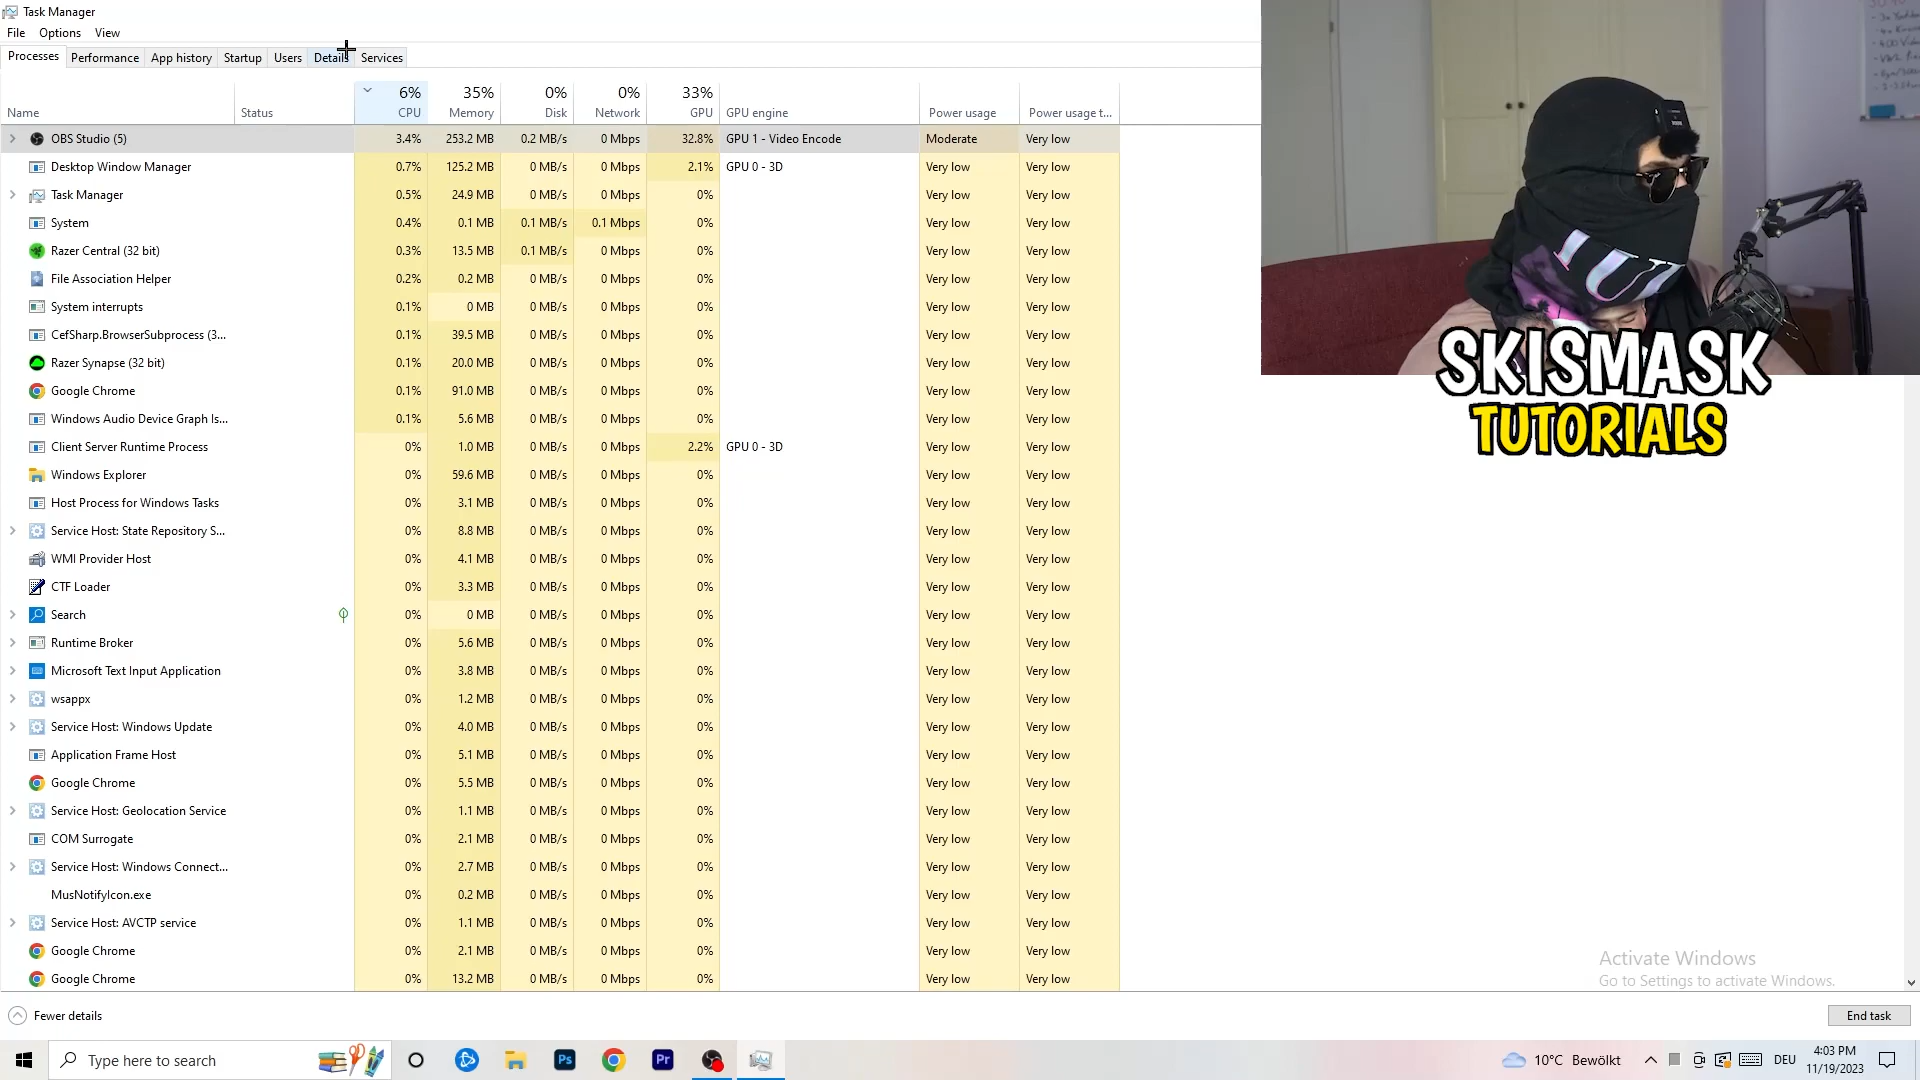 Task Manager
File Options View
Processes Performance App history Startup Users Details Services
6% 35% 0% 0% 33%
Name Status CPU Memory Disk Network GPU GPU engine Power usage Power usage t...
OBS Studio (5) 3.4% 253.2 MB 0.2 MB/s 0 Mbps 32.8% GPU 1 - Video Encode Moderate Very low
Desktop Window Manager 0.7% 125.2 MB 0 MB/s 0 Mbps 2.1% GPU 0 - 3D Very low Very low
Task Manager 0.5% 24.9 MB 0 MB/s 0 Mbps 0% Very low Very low
System 0.4% 0.1 MB 0.1 MB/s 0.1 Mbps 0% Very low Very low
Razer Central (32 bit) 0.3% 13.5 MB 0.1 MB/s 0 Mbps 0% Very low Very low
File Association Helper 0.2% 0.2 MB 0 MB/s 0 Mbps 0% Very low Very low
System interrupts 0.1% 0 MB 0 MB/s 0 Mbps 0% Very low Very low
CefSharp.BrowserSubprocess (3... 0.1% 39.5 MB 0 MB/s 0 Mbps 0% Very low Very low
Razer Synapse (32 bit) 0.1% 20.0 MB 0 MB/s 0 Mbps 0% Very low Very low
Google Chrome 0.1% 91.0 MB 0 MB/s 0 Mbps 0% Very low Very low
Windows Audio Device Graph Is... 0.1% 5.6 MB 0 MB/s 0 Mbps 0% Very low Very low
Client Server Runtime Process 0% 1.0 MB 0 MB/s 0 Mbps 2.2% GPU 0 - 3D Very low Very low
Windows Explorer 0% 59.6 MB 0 MB/s 0 Mbps 0% Very low Very low
Host Process for Windows Tasks 0% 3.1 MB 0 MB/s 0 Mbps 0% Very low Very low
Service Host: State Repository S... 0% 8.8 MB 0 MB/s 0 Mbps 0% Very low Very low
WMI Provider Host 0% 4.1 MB 0 MB/s 0 Mbps 0% Very low Very low
CTF Loader 0% 3.3 MB 0 MB/s 0 Mbps 0% Very low Very low
Search 0% 0 MB 0 MB/s 0 Mbps 0% Very low Very low
Runtime Broker 0% 5.6 MB 0 MB/s 0 Mbps 0% Very low Very low
Microsoft Text Input Application 0% 3.8 MB 0 MB/s 0 Mbps 0% Very low Very low
wsappx 0% 1.2 MB 0 MB/s 0 Mbps 0% Very low Very low
Service Host: Windows Update 0% 4.0 MB 0 MB/s 0 Mbps 0% Very low Very low
Application Frame Host 0% 5.1 MB 0 MB/s 0 Mbps 0% Very low Very low
Google Chrome 0% 5.5 MB 0 MB/s 0 Mbps 0% Very low Very low
Service Host: Geolocation Service 0% 1.1 MB 0 MB/s 0 Mbps 0% Very low Very low
COM Surrogate 0% 2.1 MB 0 MB/s 0 Mbps 0% Very low Very low
Service Host: Windows Connect... 0% 2.7 MB 0 MB/s 0 Mbps 0% Very low Very low
MusNotifyIcon.exe 0% 0.2 MB 0 MB/s 0 Mbps 0% Very low Very low
Service Host: AVCTP service 0% 1.1 MB 0 MB/s 0 Mbps 0% Very low Very low
Google Chrome 0% 2.1 MB 0 MB/s 0 Mbps 0% Very low Very low
Google Chrome 0% 13.2 MB 0 MB/s 0 Mbps 0% Very low Very low
SKISMASK
TUTORIALS
Activate Windows
Go to Settings to activate Windows.
Fewer details
End task
Type here to search
Ps
Pr
10°C Bewölkt
DEU
4:03 PM
11/19/2023